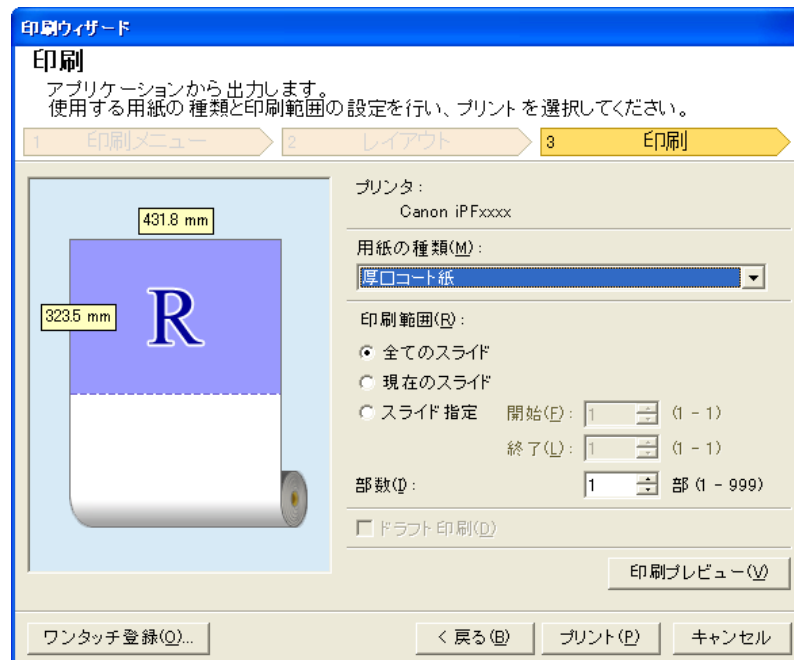 印刷ウィザード
印刷
アプリケーションから出力します。
使用する用紙の種類と印刷範囲の設定を行い、プリントを選択してください。
1 印刷メニュー 2 レイアウト 3 印刷
431.8 mm
323.5 mm
R
プリンタ:
Canon iPFxxxx
用紙の種類(M):
厚口コート紙
印刷範囲(R):
全てのスライド
現在のスライド
スライド指定 開始(F): 1 (1 - 1)
終了(L): 1 (1 - 1)
部数(I): 1 部 (1 - 999)
ドラフト印刷(D)
印刷プレビュー(V)
ワンタッチ登録(O)... < 戻る(B) プリント(P) キャンセル